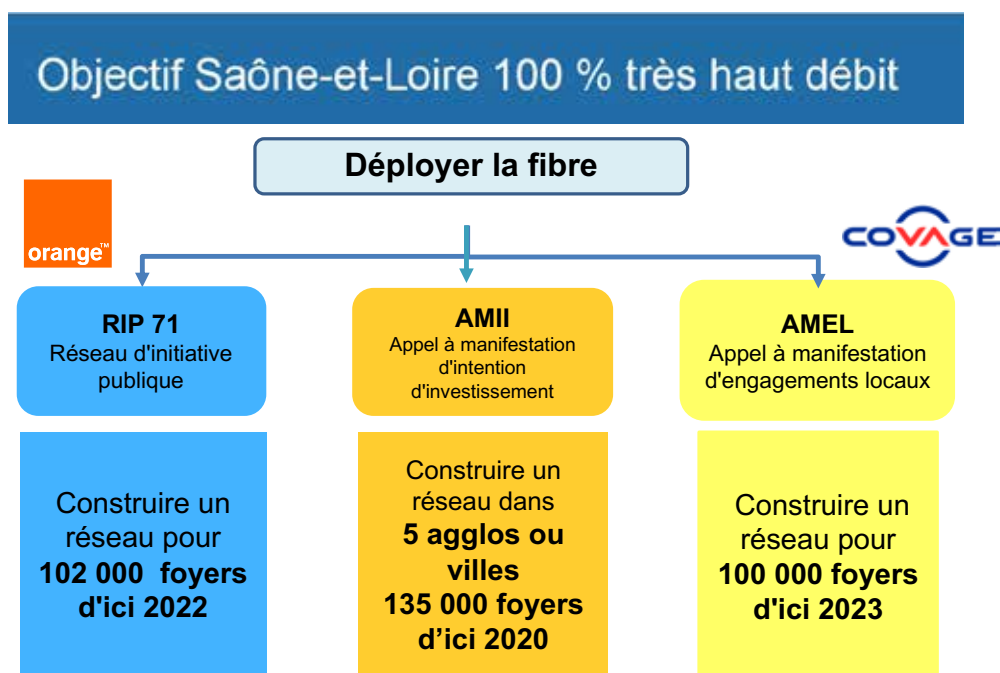 Objectif Saône-et-Loire 100 % très haut débit
Déployer la fibre
orange™
COVAGE
RIP 71
Réseau d'initiative
publique
AMII
Appel à manifestation
d'intention
d'investissement
AMEL
Appel à manifestation
d'engagements locaux
Construire un
réseau pour
102 000 foyers
d'ici 2022
Construire un
réseau dans
5 agglos ou
villes
135 000 foyers
d’ici 2020
Construire un
réseau pour
100 000 foyers
d'ici 2023